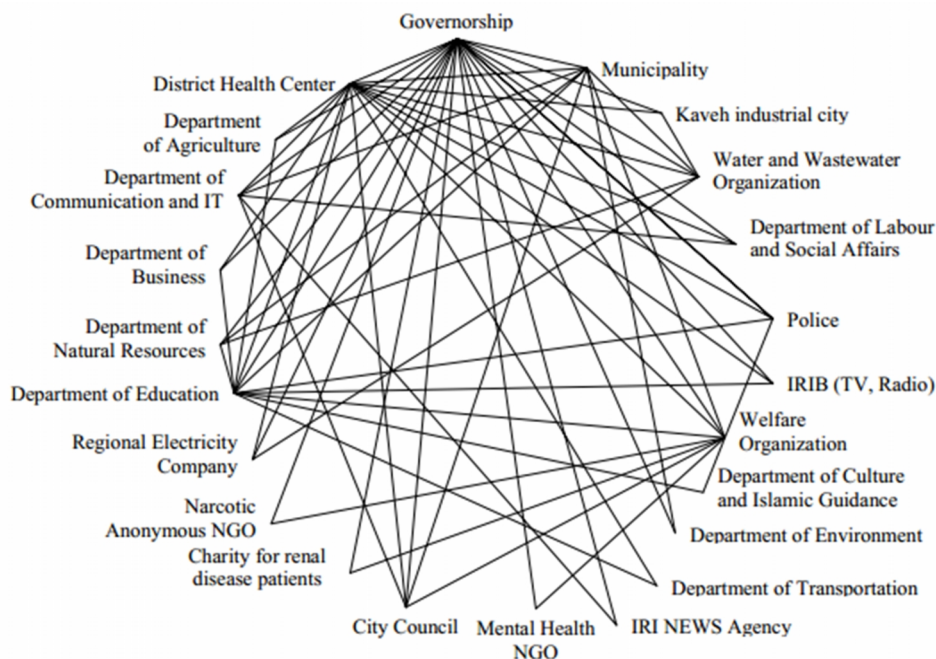 Governorship
District Health Center
Municipality
Department
of Agriculture
Kaveh industrial city
Department of
Communication and IT
Water and Wastewater
Organization
Department of Labour
and Social Affairs
Department of
Business
Department of
Natural Resources
Police
Department of Education
IRIB (TV, Radio)
Welfare
Organization
Regional Electricity
Company
Department of Culture
and Islamic Guidance
Narcotic
Anonymous NGO
Department of Environment
Charity for renal
disease patients
Department of Transportation
City Council
Mental Health
NGO
IRI NEWS Agency